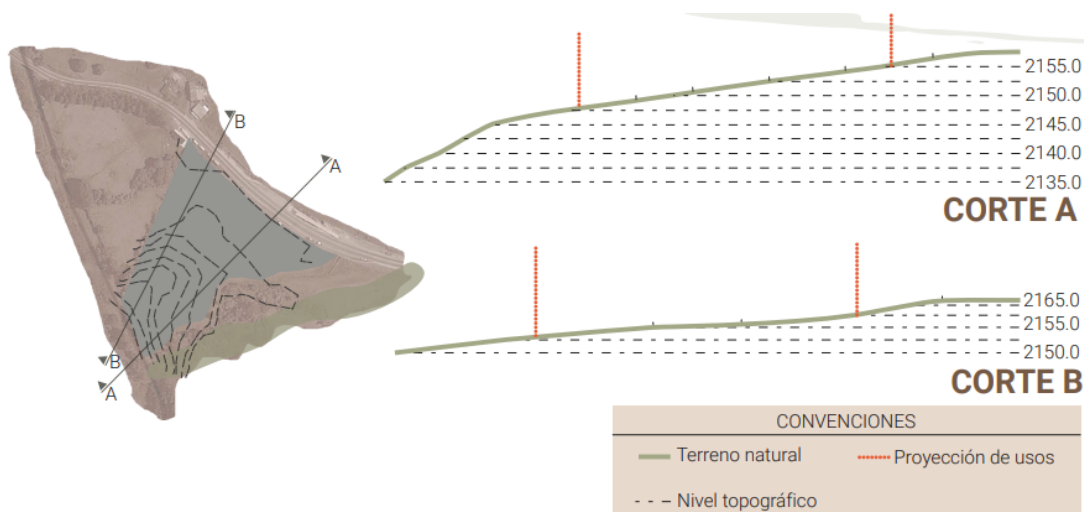 B
A
B
A
2155.0
2150.0
2145.0
2140.0
2135.0
CORTE A
2165.0
2155.0
2150.0
CORTE B
CONVENCIONES
Terreno natural
Proyección de usos
Nivel topográfico